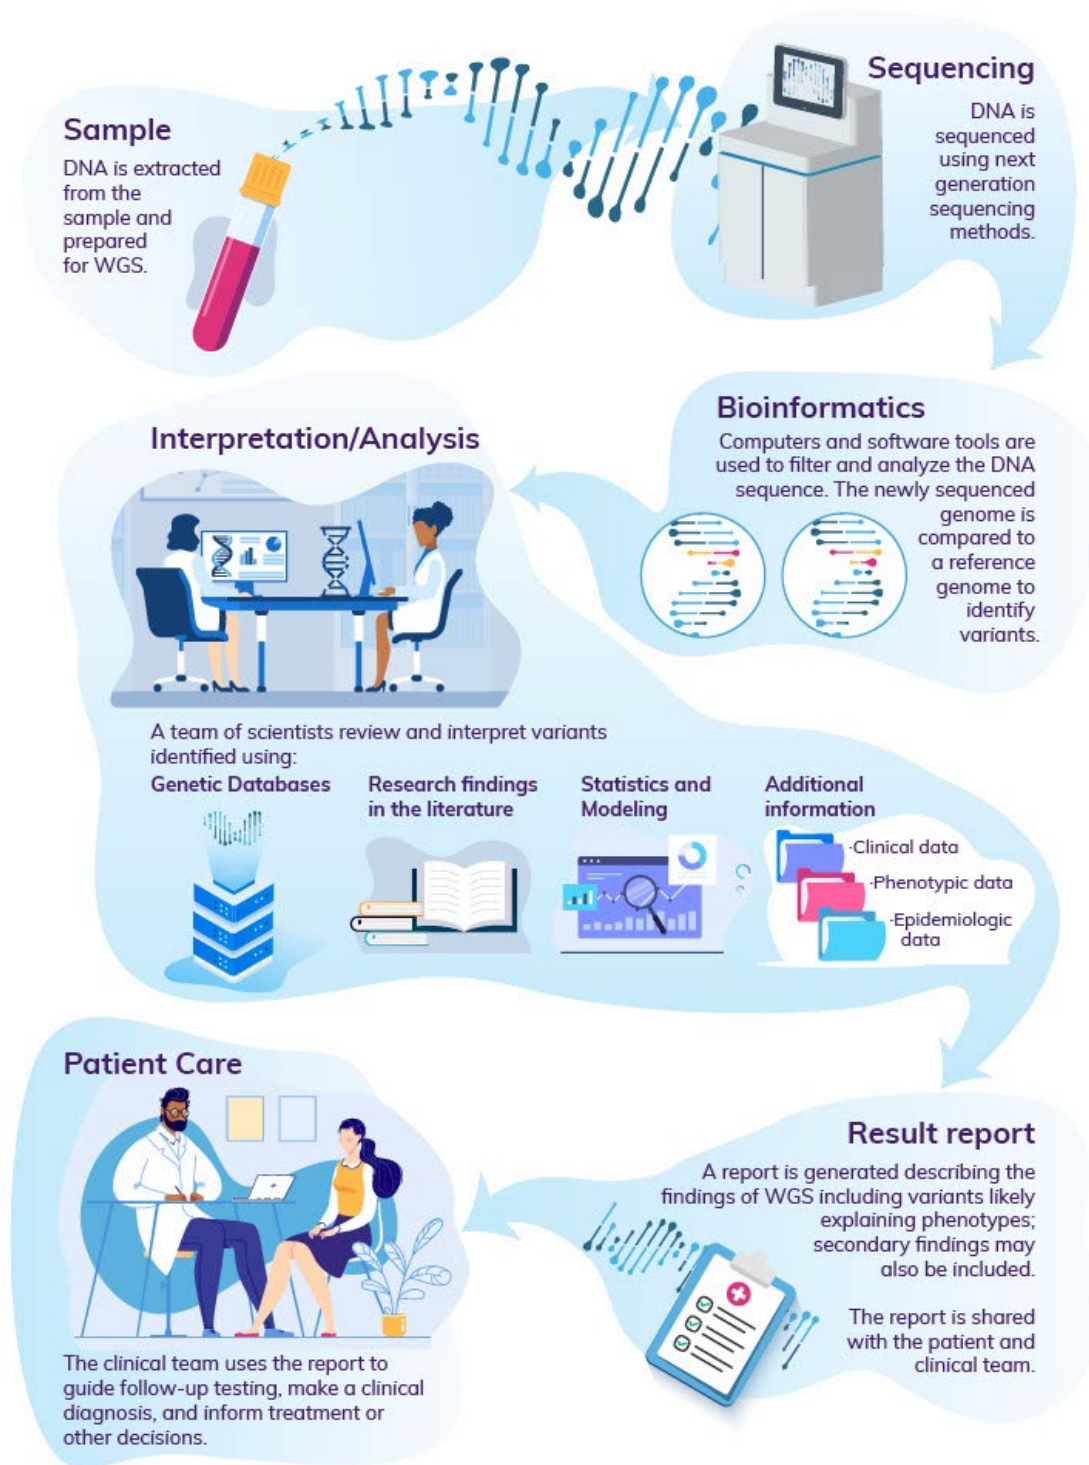 Sample
DNA is extracted
from the
sample and
prepared
for WGS.
Sequencing
DNA is
sequenced
using next
generation
sequencing
methods.
Bioinformatics
Computers and software tools are
used to filter and analyze the DNA
sequence. The newly sequenced
genome is
compared to
a reference
genome to
identify
variants.
Interpretation/Analysis
A team of scientists review and interpret variants
identified using:
Genetic Databases
Research findings
in the literature
Statistics and
Modeling
Additional
information
·Clinical data
·Phenotypic data
·Epidemiologic
data
Result report
A report is generated describing the
findings of WGS including variants likely
explaining phenotypes;
secondary findings may
also be included.
The report is shared
with the patient and
clinical team.
Patient Care
The clinical team uses the report to
guide follow-up testing, make a clinical
diagnosis, and inform treatment or
other decisions.